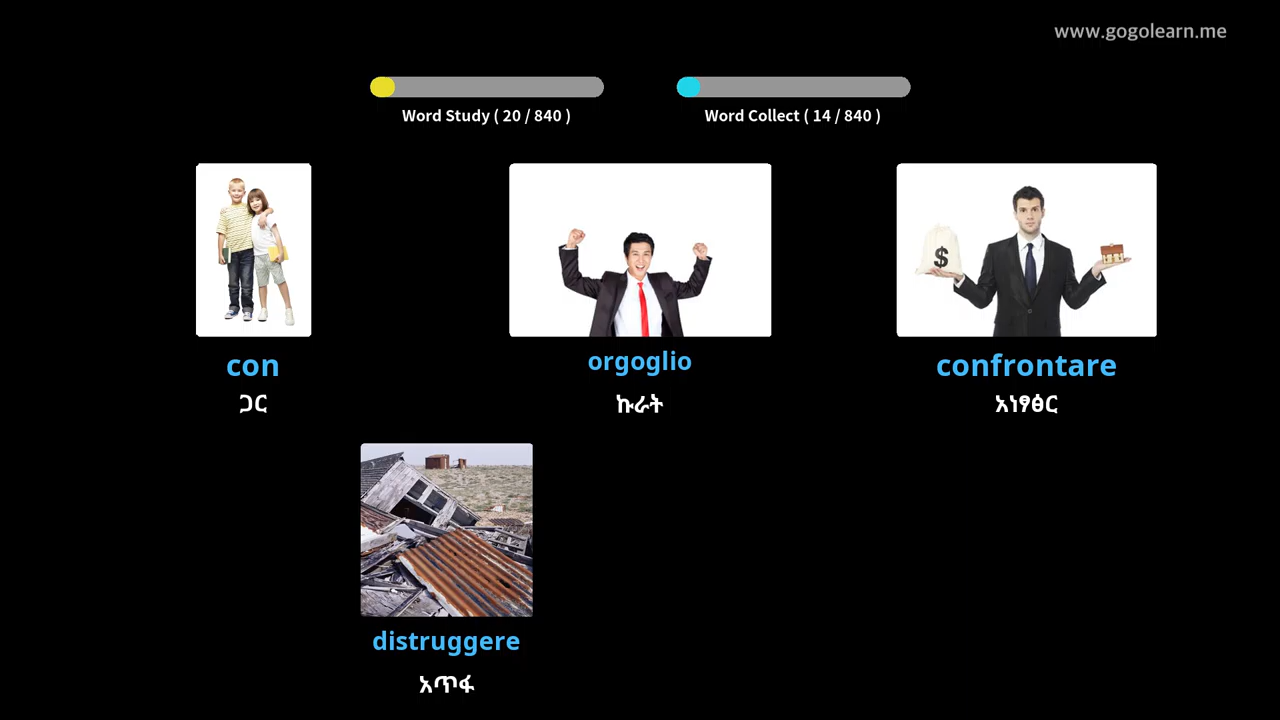 www.gogolearn.me
Word Study ( 20 / 840 )
Word Collect ( 14 / 840 )
$
con
orgoglio
confrontare
ጋር
ኩራት
አነፃፅር
distruggere
አጥፋ